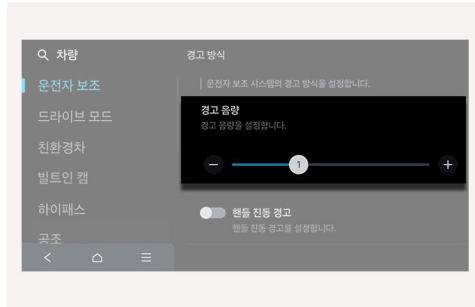 차량
운전자 보조
드라이브 모드
친환경차
빌트인 캠
하이패스
공조
경고 방식
운전자 보조 시스템의 경고 방식을 설정합니다.
경고 음량
경고 음량을 설정합니다.
1
핸들 진동 경고
핸들 진동 경고를 설정합니다.